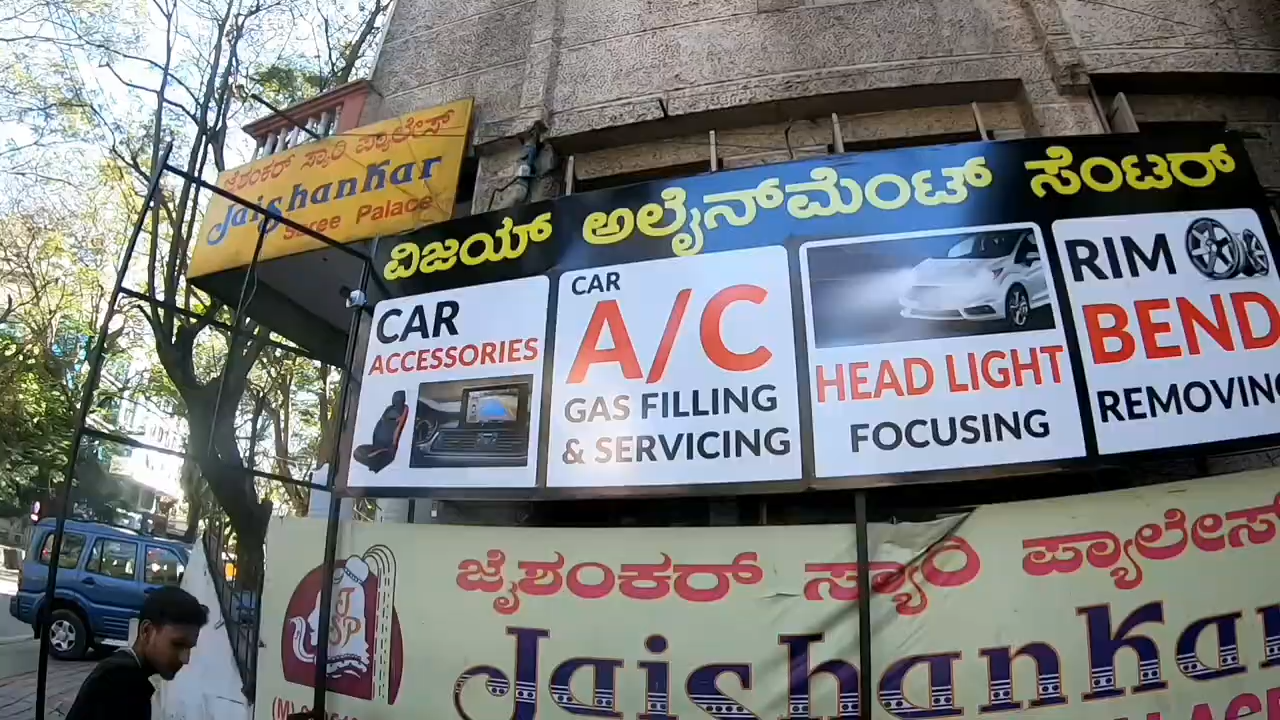 ಜೈಶಂಕರ್ ಸ್ಯಾರಿ ಪ್ಯಾಲೇಸ್
Jaishankar
Saree Palace
ವಿಜಯ್ ಅಲೈನ್‌ಮೆಂಟ್ ಸೆಂಟರ್
CAR
ACCESSORIES
CAR
A/C
GAS FILLING
& SERVICING
HEAD LIGHT
FOCUSING
RIM
BEND
REMOVING
ಜೈಶಂಕರ್ ಸ್ಯಾರಿ ಪ್ಯಾಲೇಸ್
Jaishankar